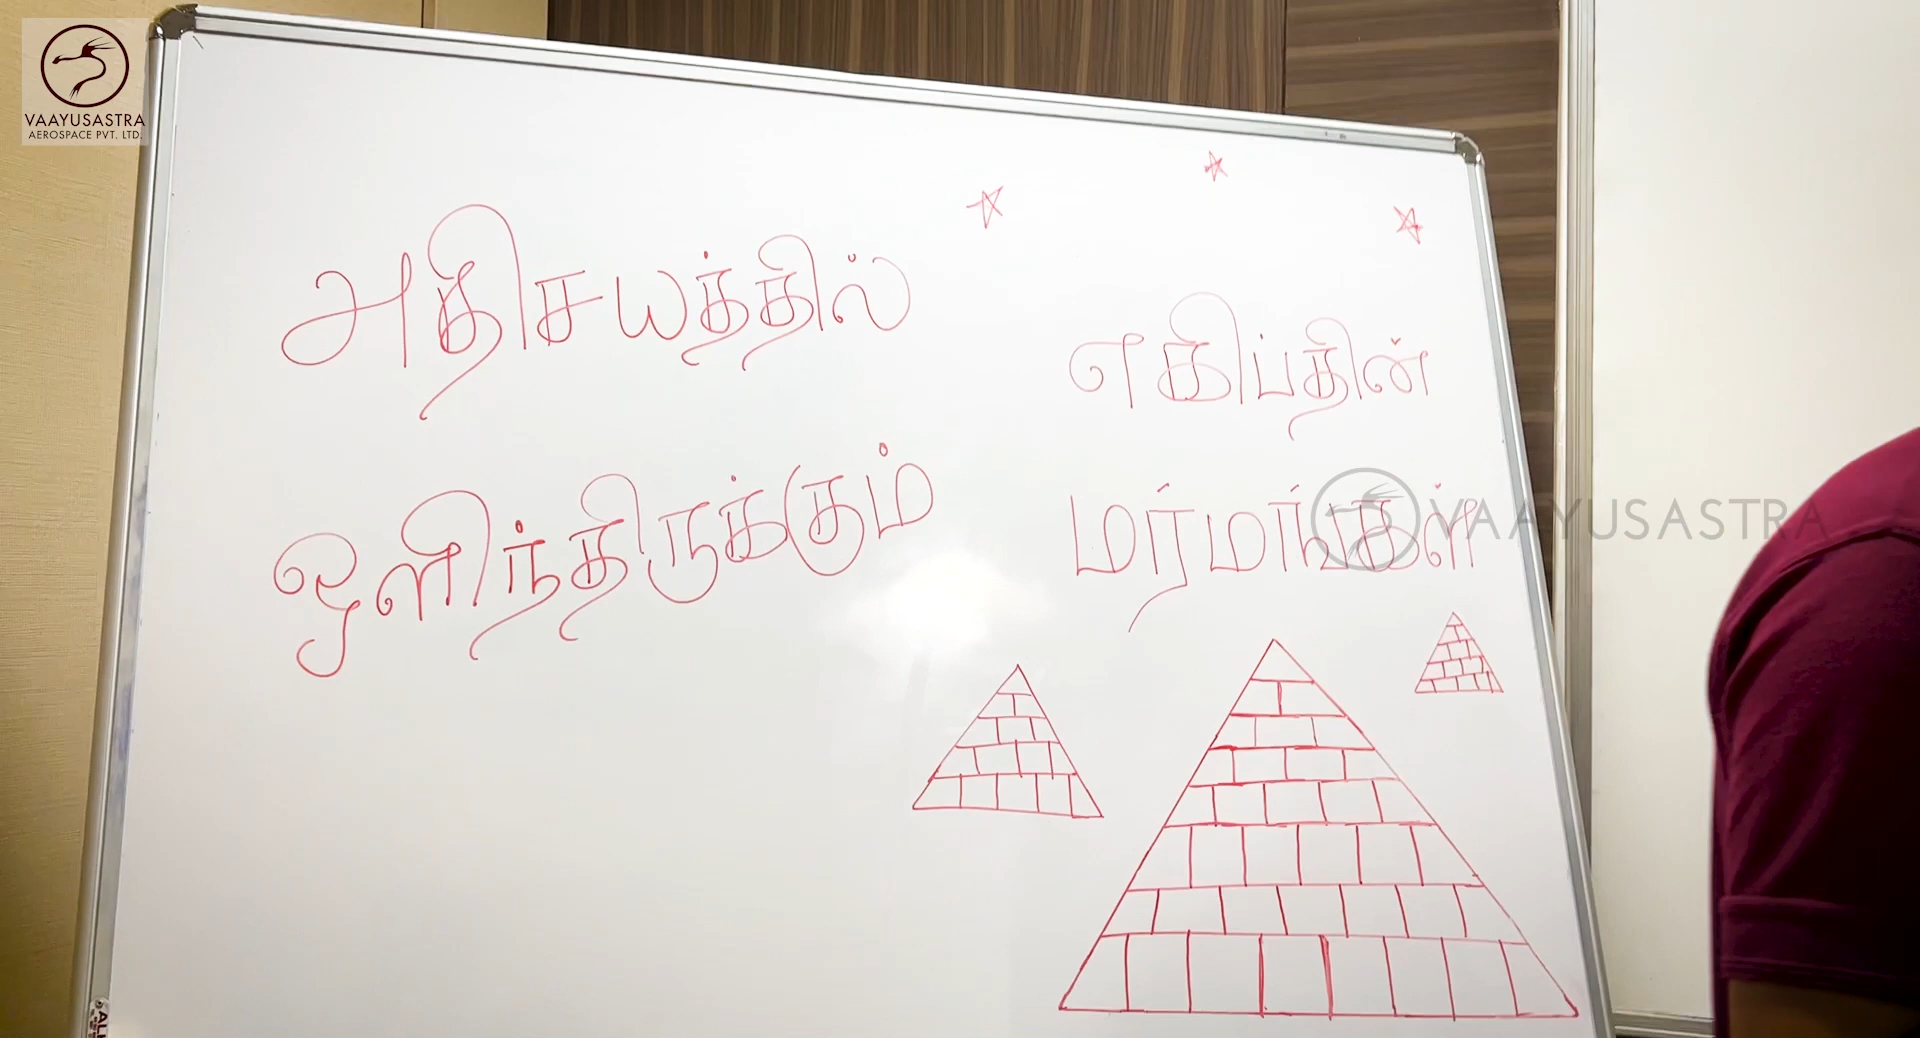 VAAYUSASTRA
AEROSPACE PVT. LTD.
அதிசயத்தில்
ஒளிந்திருக்கும்
எகிப்தின்
மர்மங்கள்
VAAYUSASTRA